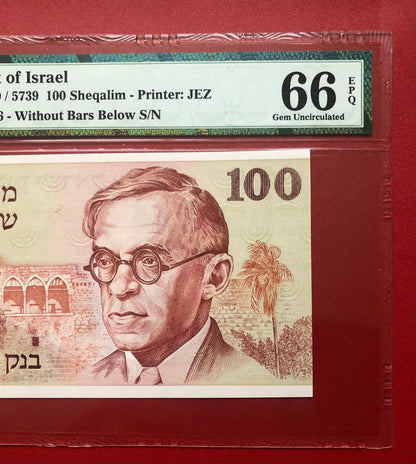 of Israel
/ 5739 100 Sheqalim - Printer: JEZ
- Without Bars Below S/N
66 EPQ
Gem Uncirculated
100
בנק